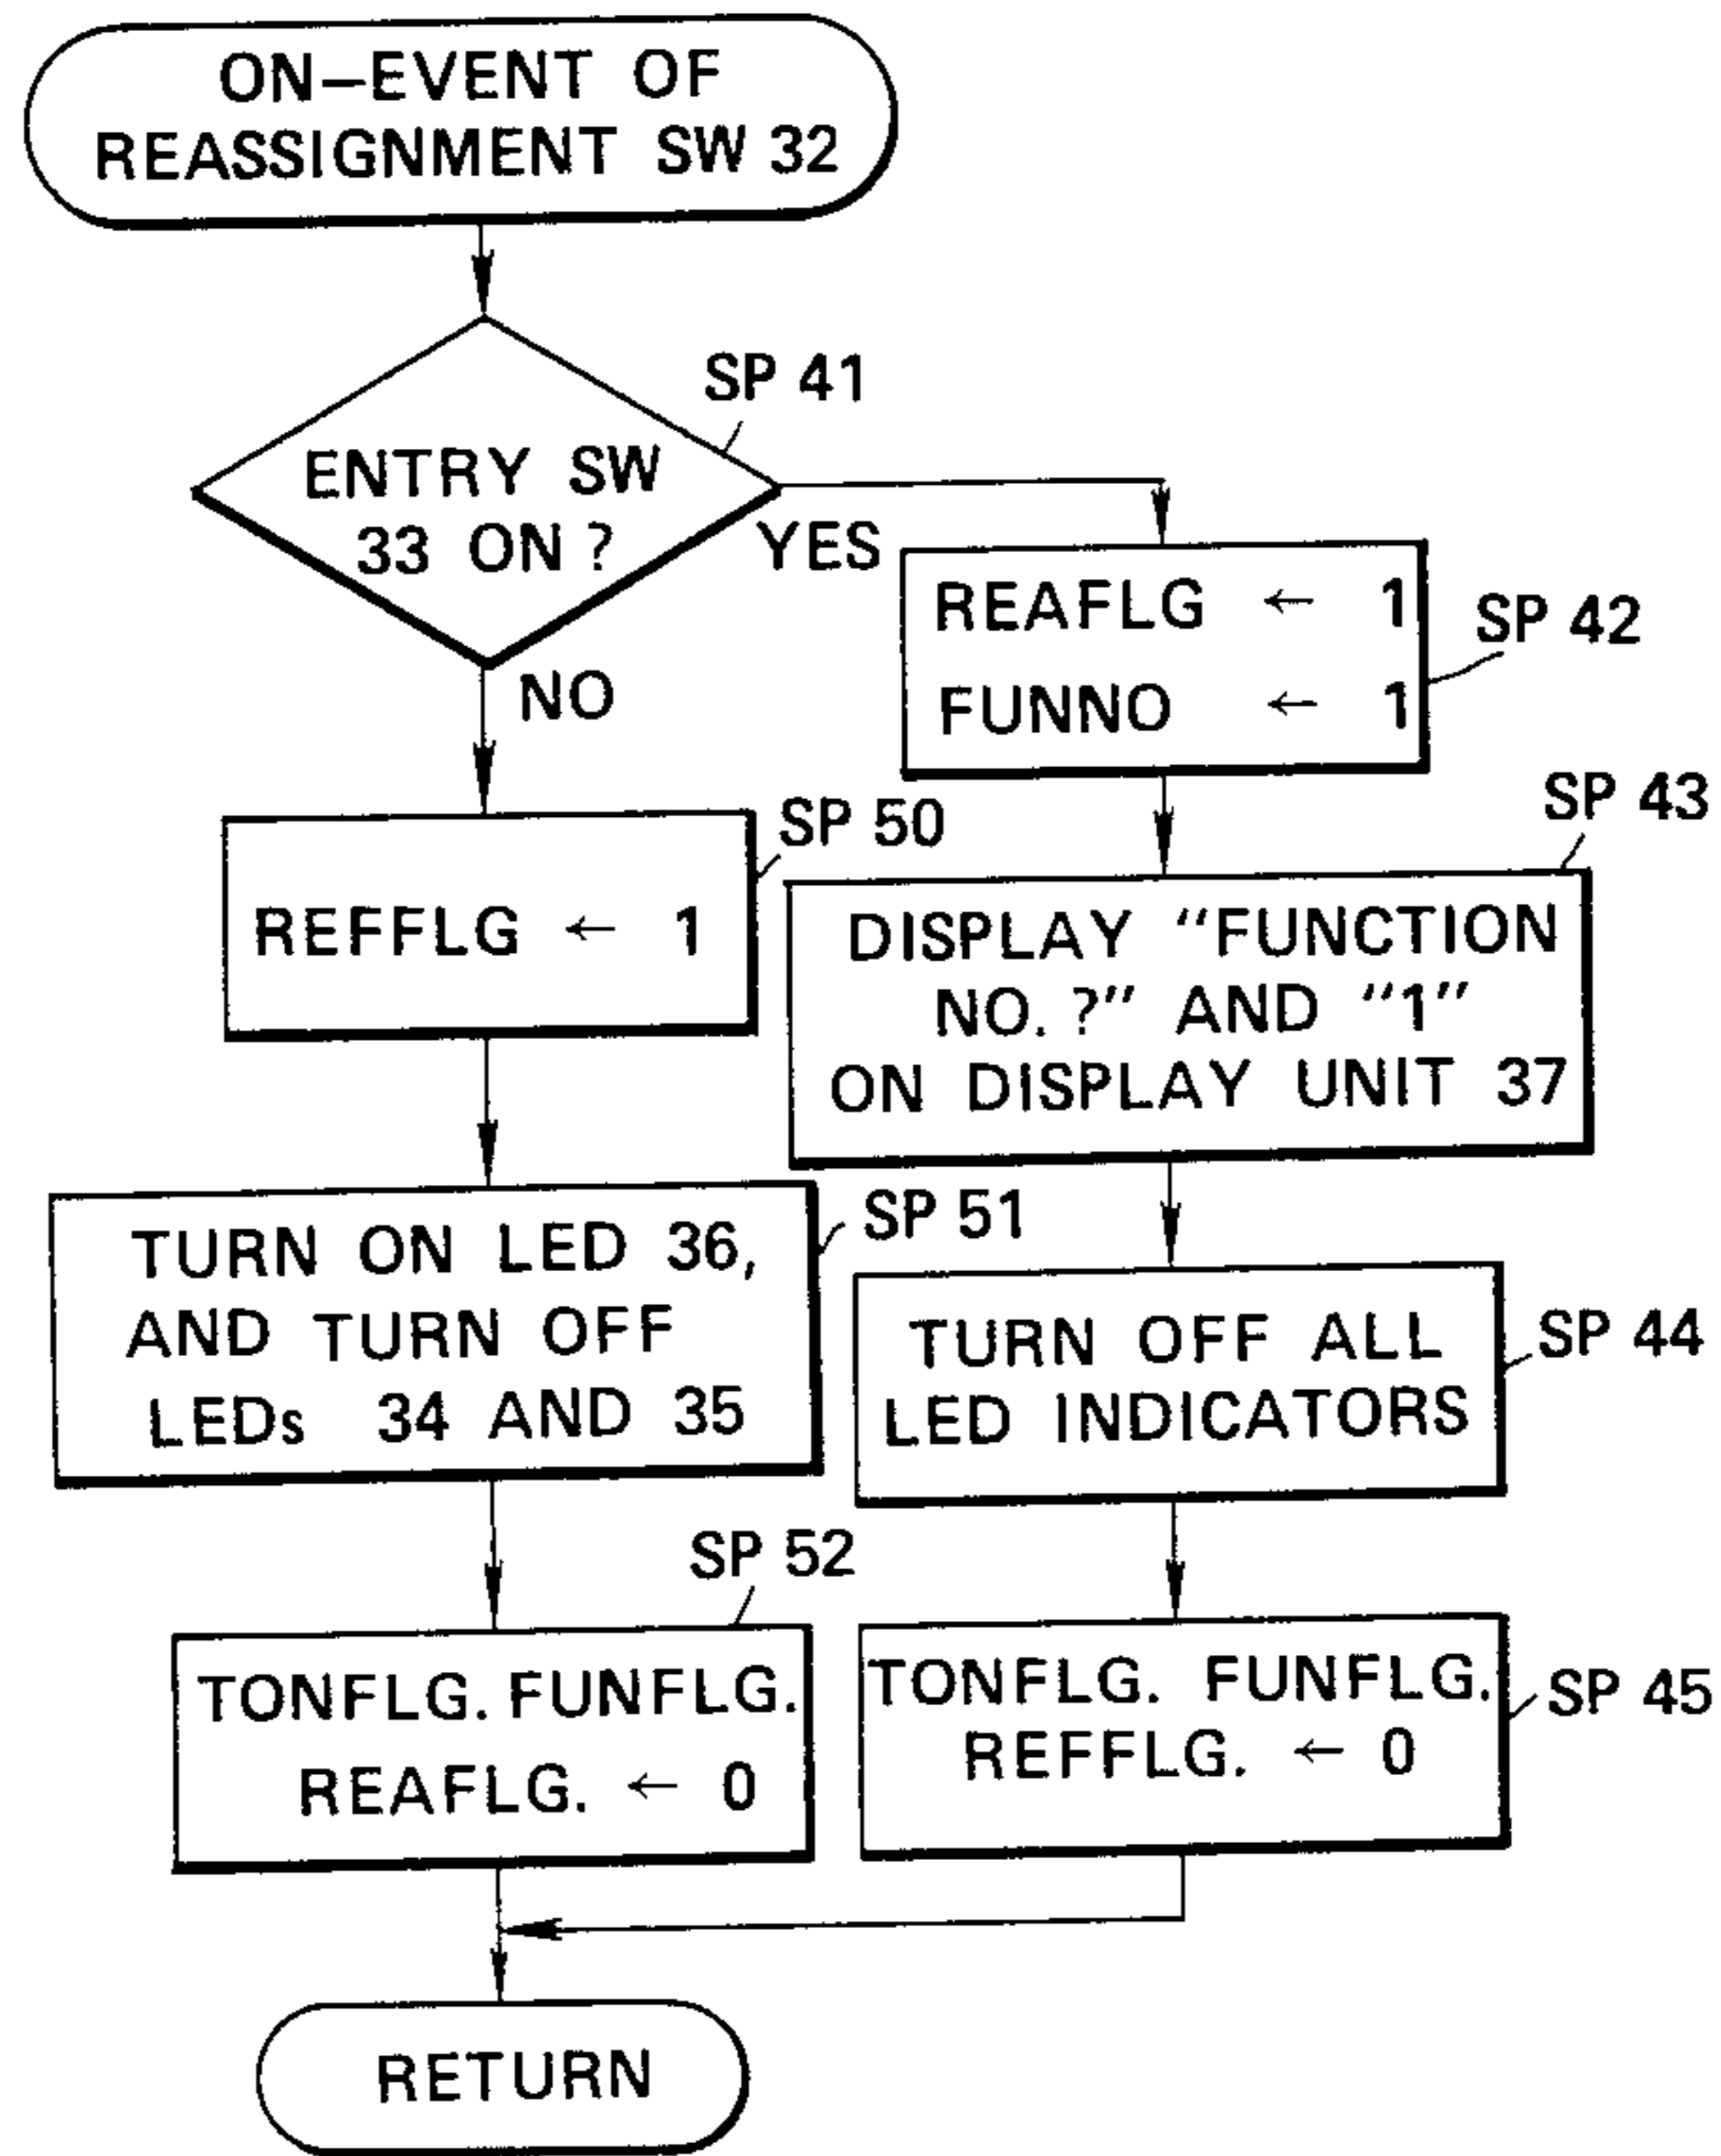 ON-EVENT OF
REASSIGNMENT SW 32
SP 41
ENTRY SW
33 ON ?
YES
NO
REAFLG ← 1
FUNNO ← 1
SP 42
SP 50
REFFLG ← 1
SP 43
DISPLAY "FUNCTION
NO. ?" AND "1"
ON DISPLAY UNIT 37
SP 51
TURN ON LED 36,
AND TURN OFF
LEDs 34 AND 35
SP 44
TURN OFF ALL
LED INDICATORS
SP 52
TONFLG. FUNFLG.
REAFLG. ← 0
TONFLG. FUNFLG.
REFFLG. ← 0
SP 45
RETURN